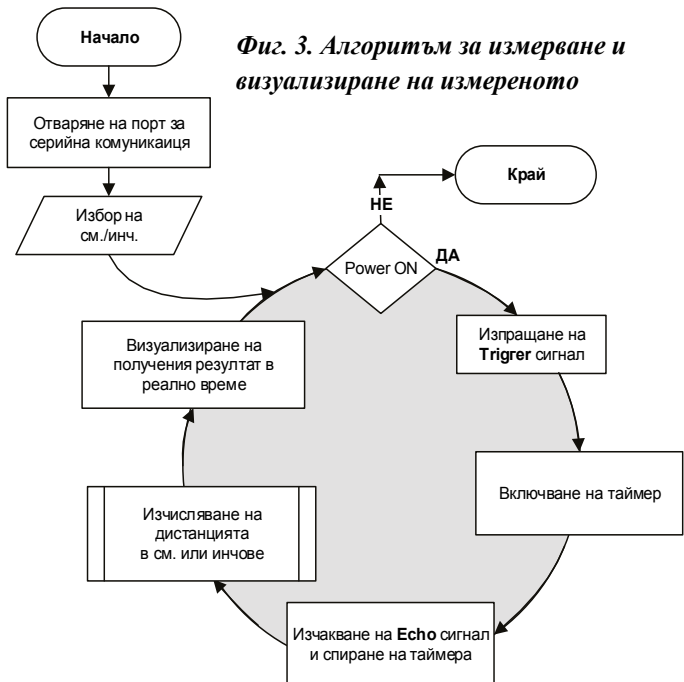 Начало
Фиг. 3. Алгоритъм за измерване и
визуализиране на измереното
Отваряне на порт за
серийна комуникаиця
Край
НЕ
Избор на
см./инч.
ДА
Power ON
Изпращане на
Trigrer сигнал
Визуализиране на
получения резултат в
реално време
Включване на таймер
Изчисляване на
дистанцията
в см. или инчове
Изчакване на Echo сигнал
и спиране на таймера